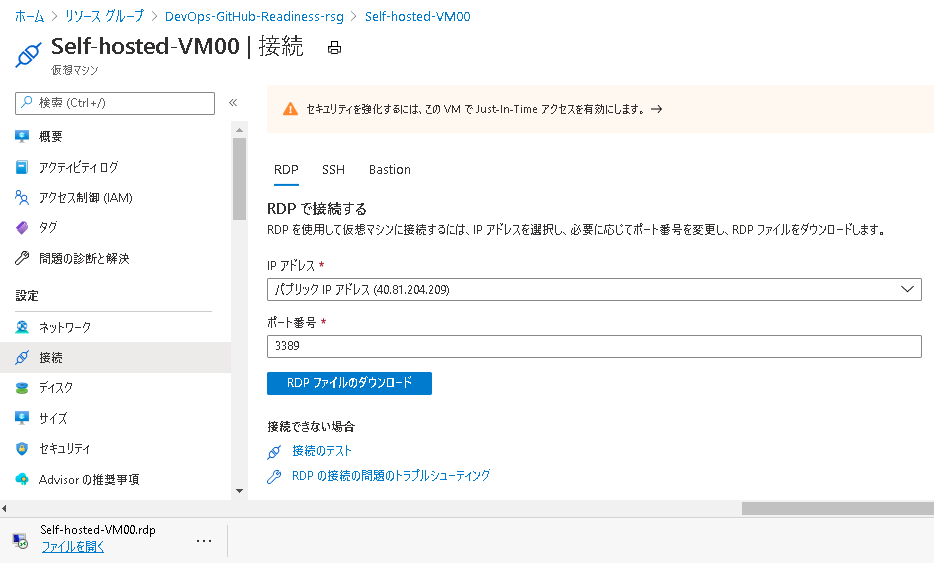 ホーム > リソース グループ > DevOps-GitHub-Readiness-rsg > Self-hosted-VM00
Self-hosted-VM00 | 接続
仮想マシン
検索 (Ctrl+/)
«
概要
アクティビティ ログ
アクセス制御 (IAM)
タグ
問題の診断と解決
設定
ネットワーク
接続
ディスク
サイズ
セキュリティ
Advisor の推奨事項
セキュリティを強化するには、この VM で Just-In-Time アクセスを有効にします。 →
RDP SSH Bastion
RDP で接続する
RDP を使用して仮想マシンに接続するには、IP アドレスを選択し、必要に応じてポート番号を変更し、RDP ファイルをダウンロードします。
IP アドレス *
パブリック IP アドレス (40.81.204.209)
ポート番号 *
3389
RDP ファイルのダウンロード
接続できない場合
接続のテスト
RDP の接続の問題のトラブルシューティング
Self-hosted-VM00.rdp
ファイルを開く
…